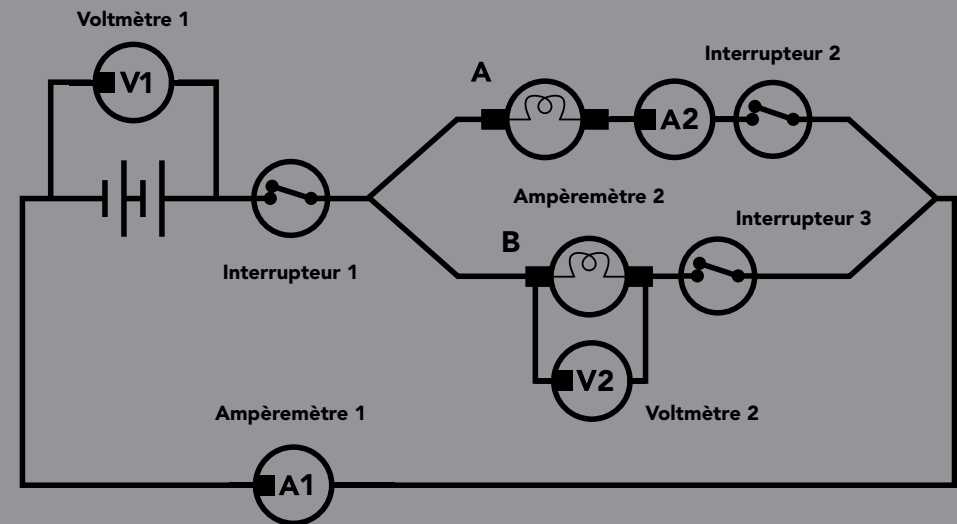 Voltmètre 1
V1
Interrupteur 2
A
A2
Ampèremètre 2
Interrupteur 3
B
Interrupteur 1
V2
Voltmètre 2
Ampèremètre 1
A1